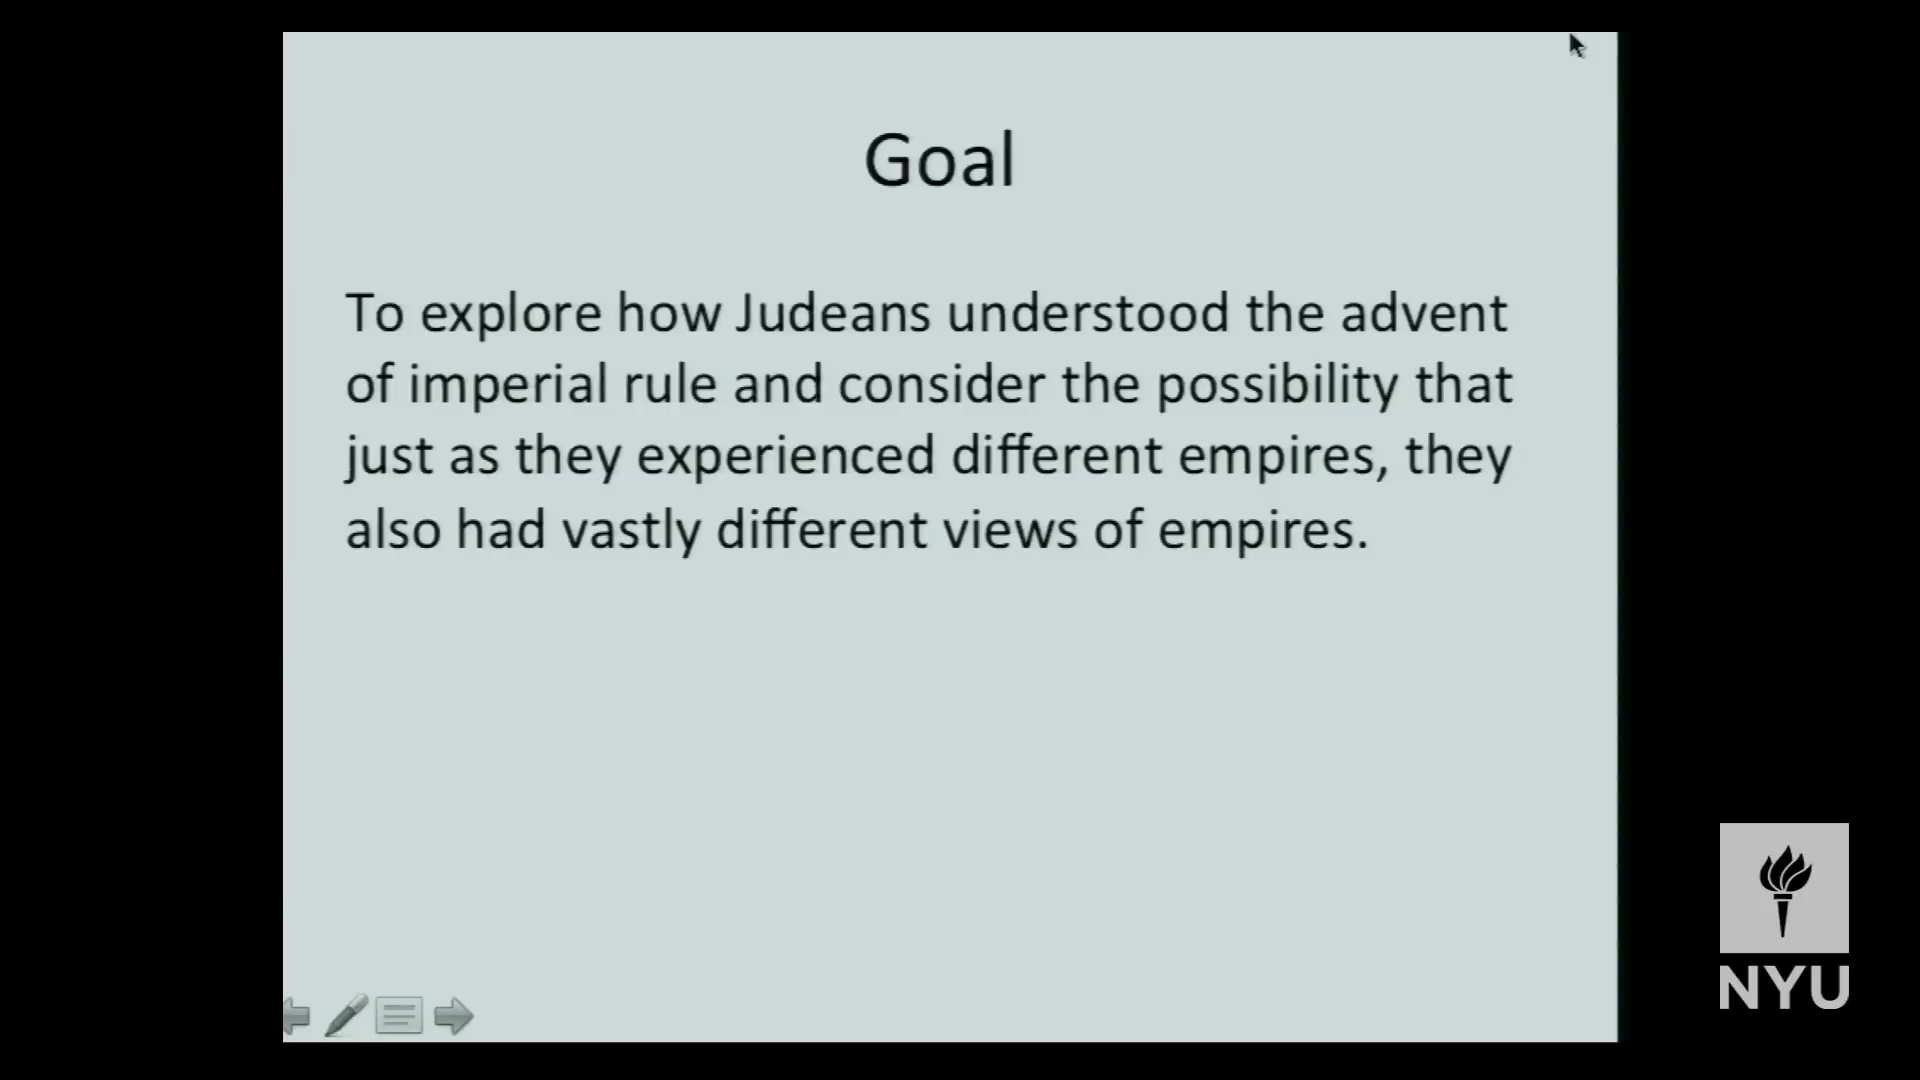 Goal
To explore how Judeans understood the advent
of imperial rule and consider the possibility that
just as they experienced different empires, they
also had vastly different views of empires.
NYU